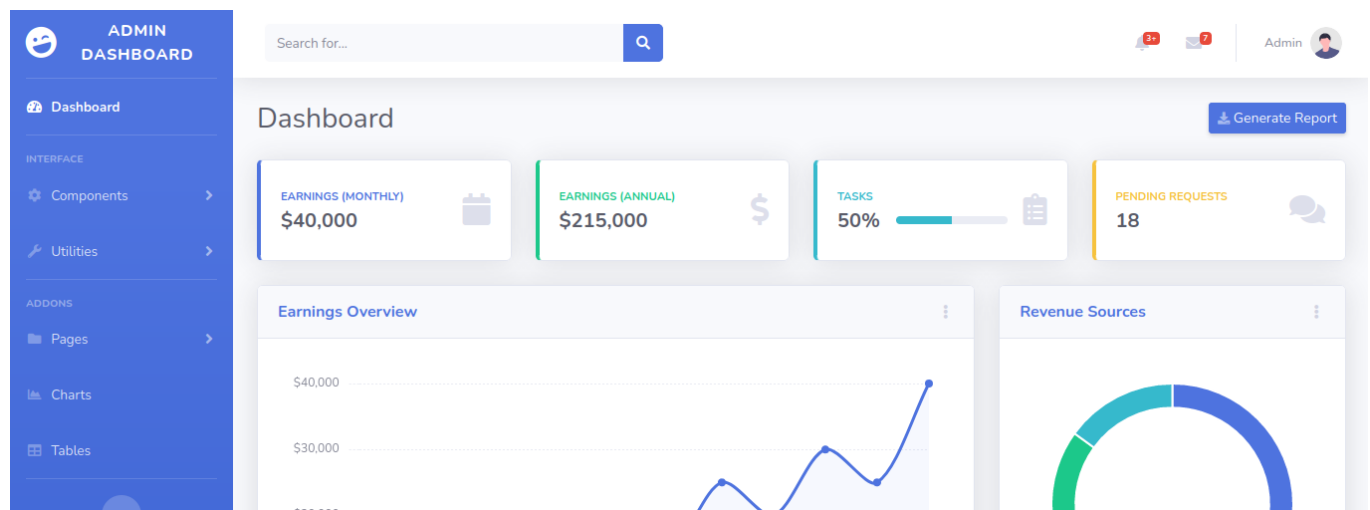 ADMIN
DASHBOARD
Search for...
3+
7
Admin
Dashboard
INTERFACE
Components
Utilities
ADDONS
Pages
Charts
Tables
Dashboard
Generate Report
EARNINGS (MONTHLY)
$40,000
EARNINGS (ANNUAL)
$215,000
TASKS
50%
PENDING REQUESTS
18
Earnings Overview
$40,000
$30,000
Revenue Sources